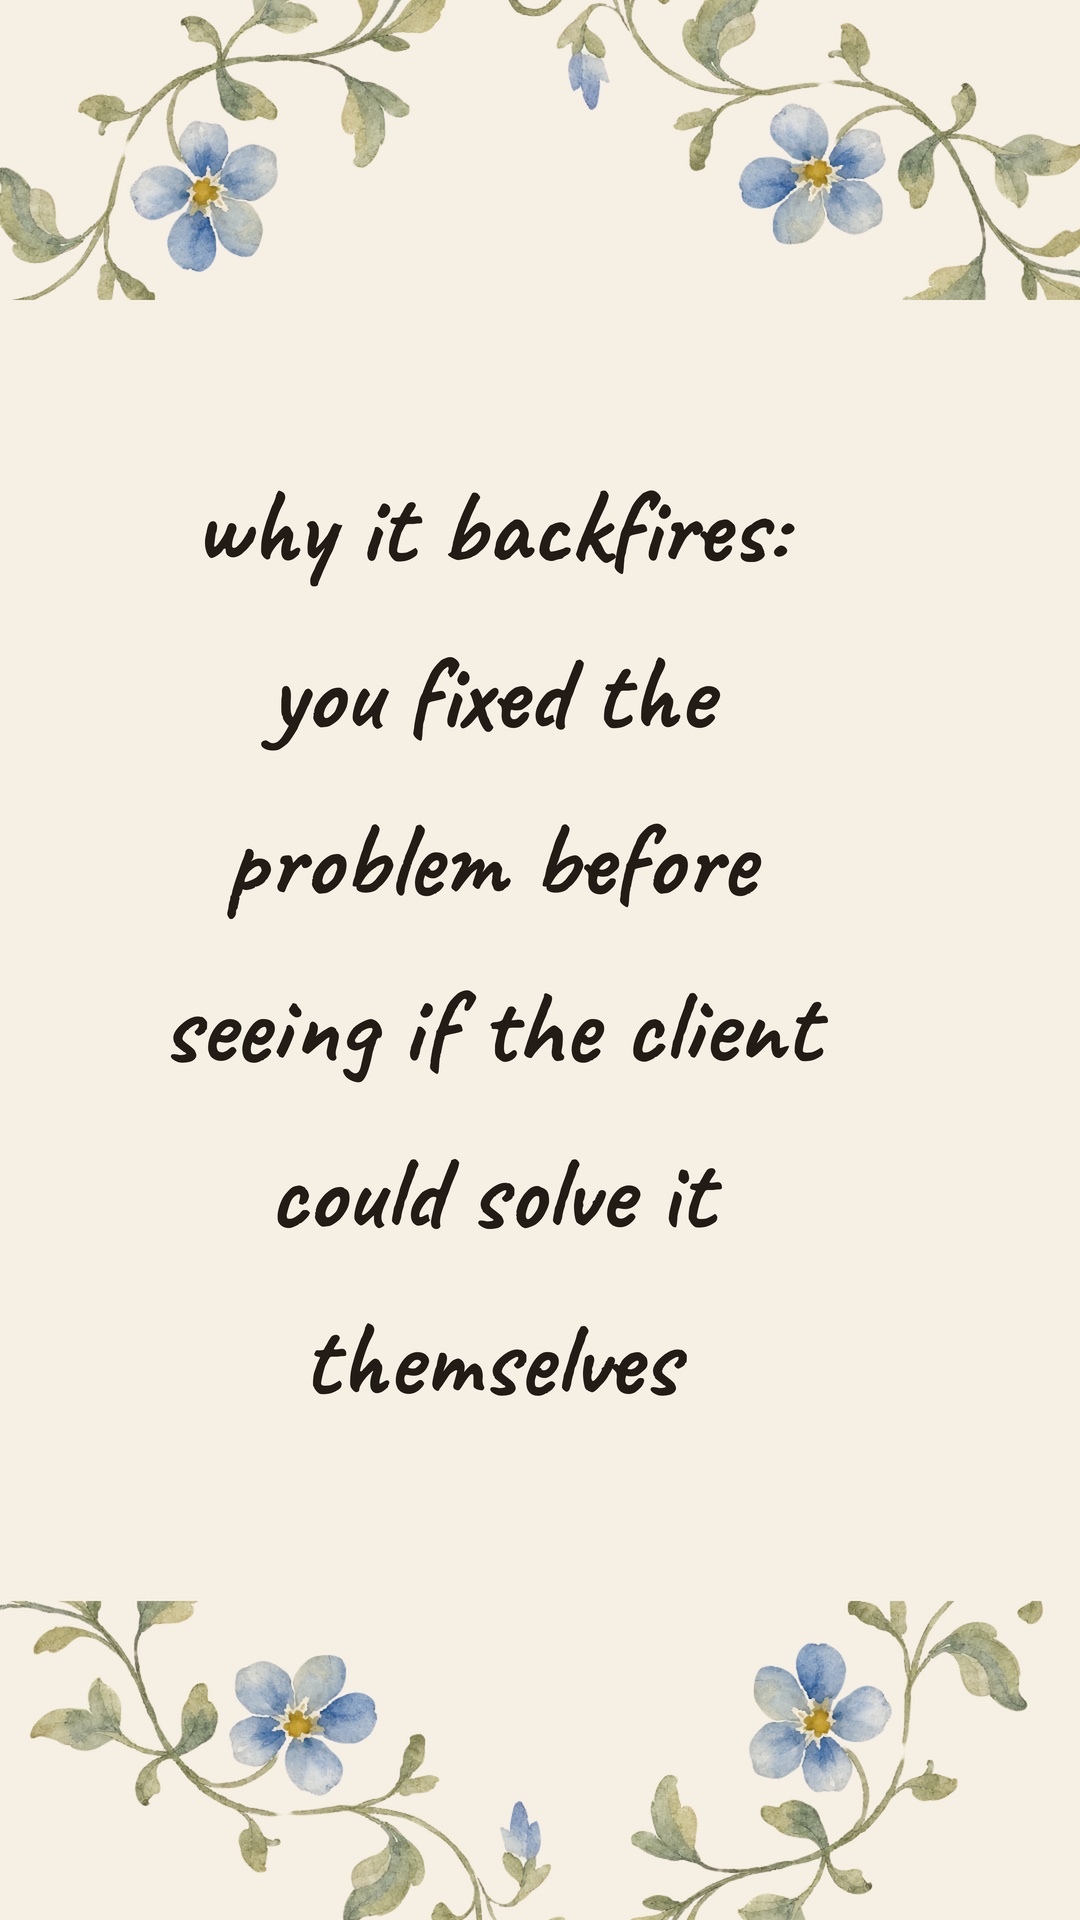 why it backfires:
you fixed the
problem before
seeing if the client
could solve it
themselves